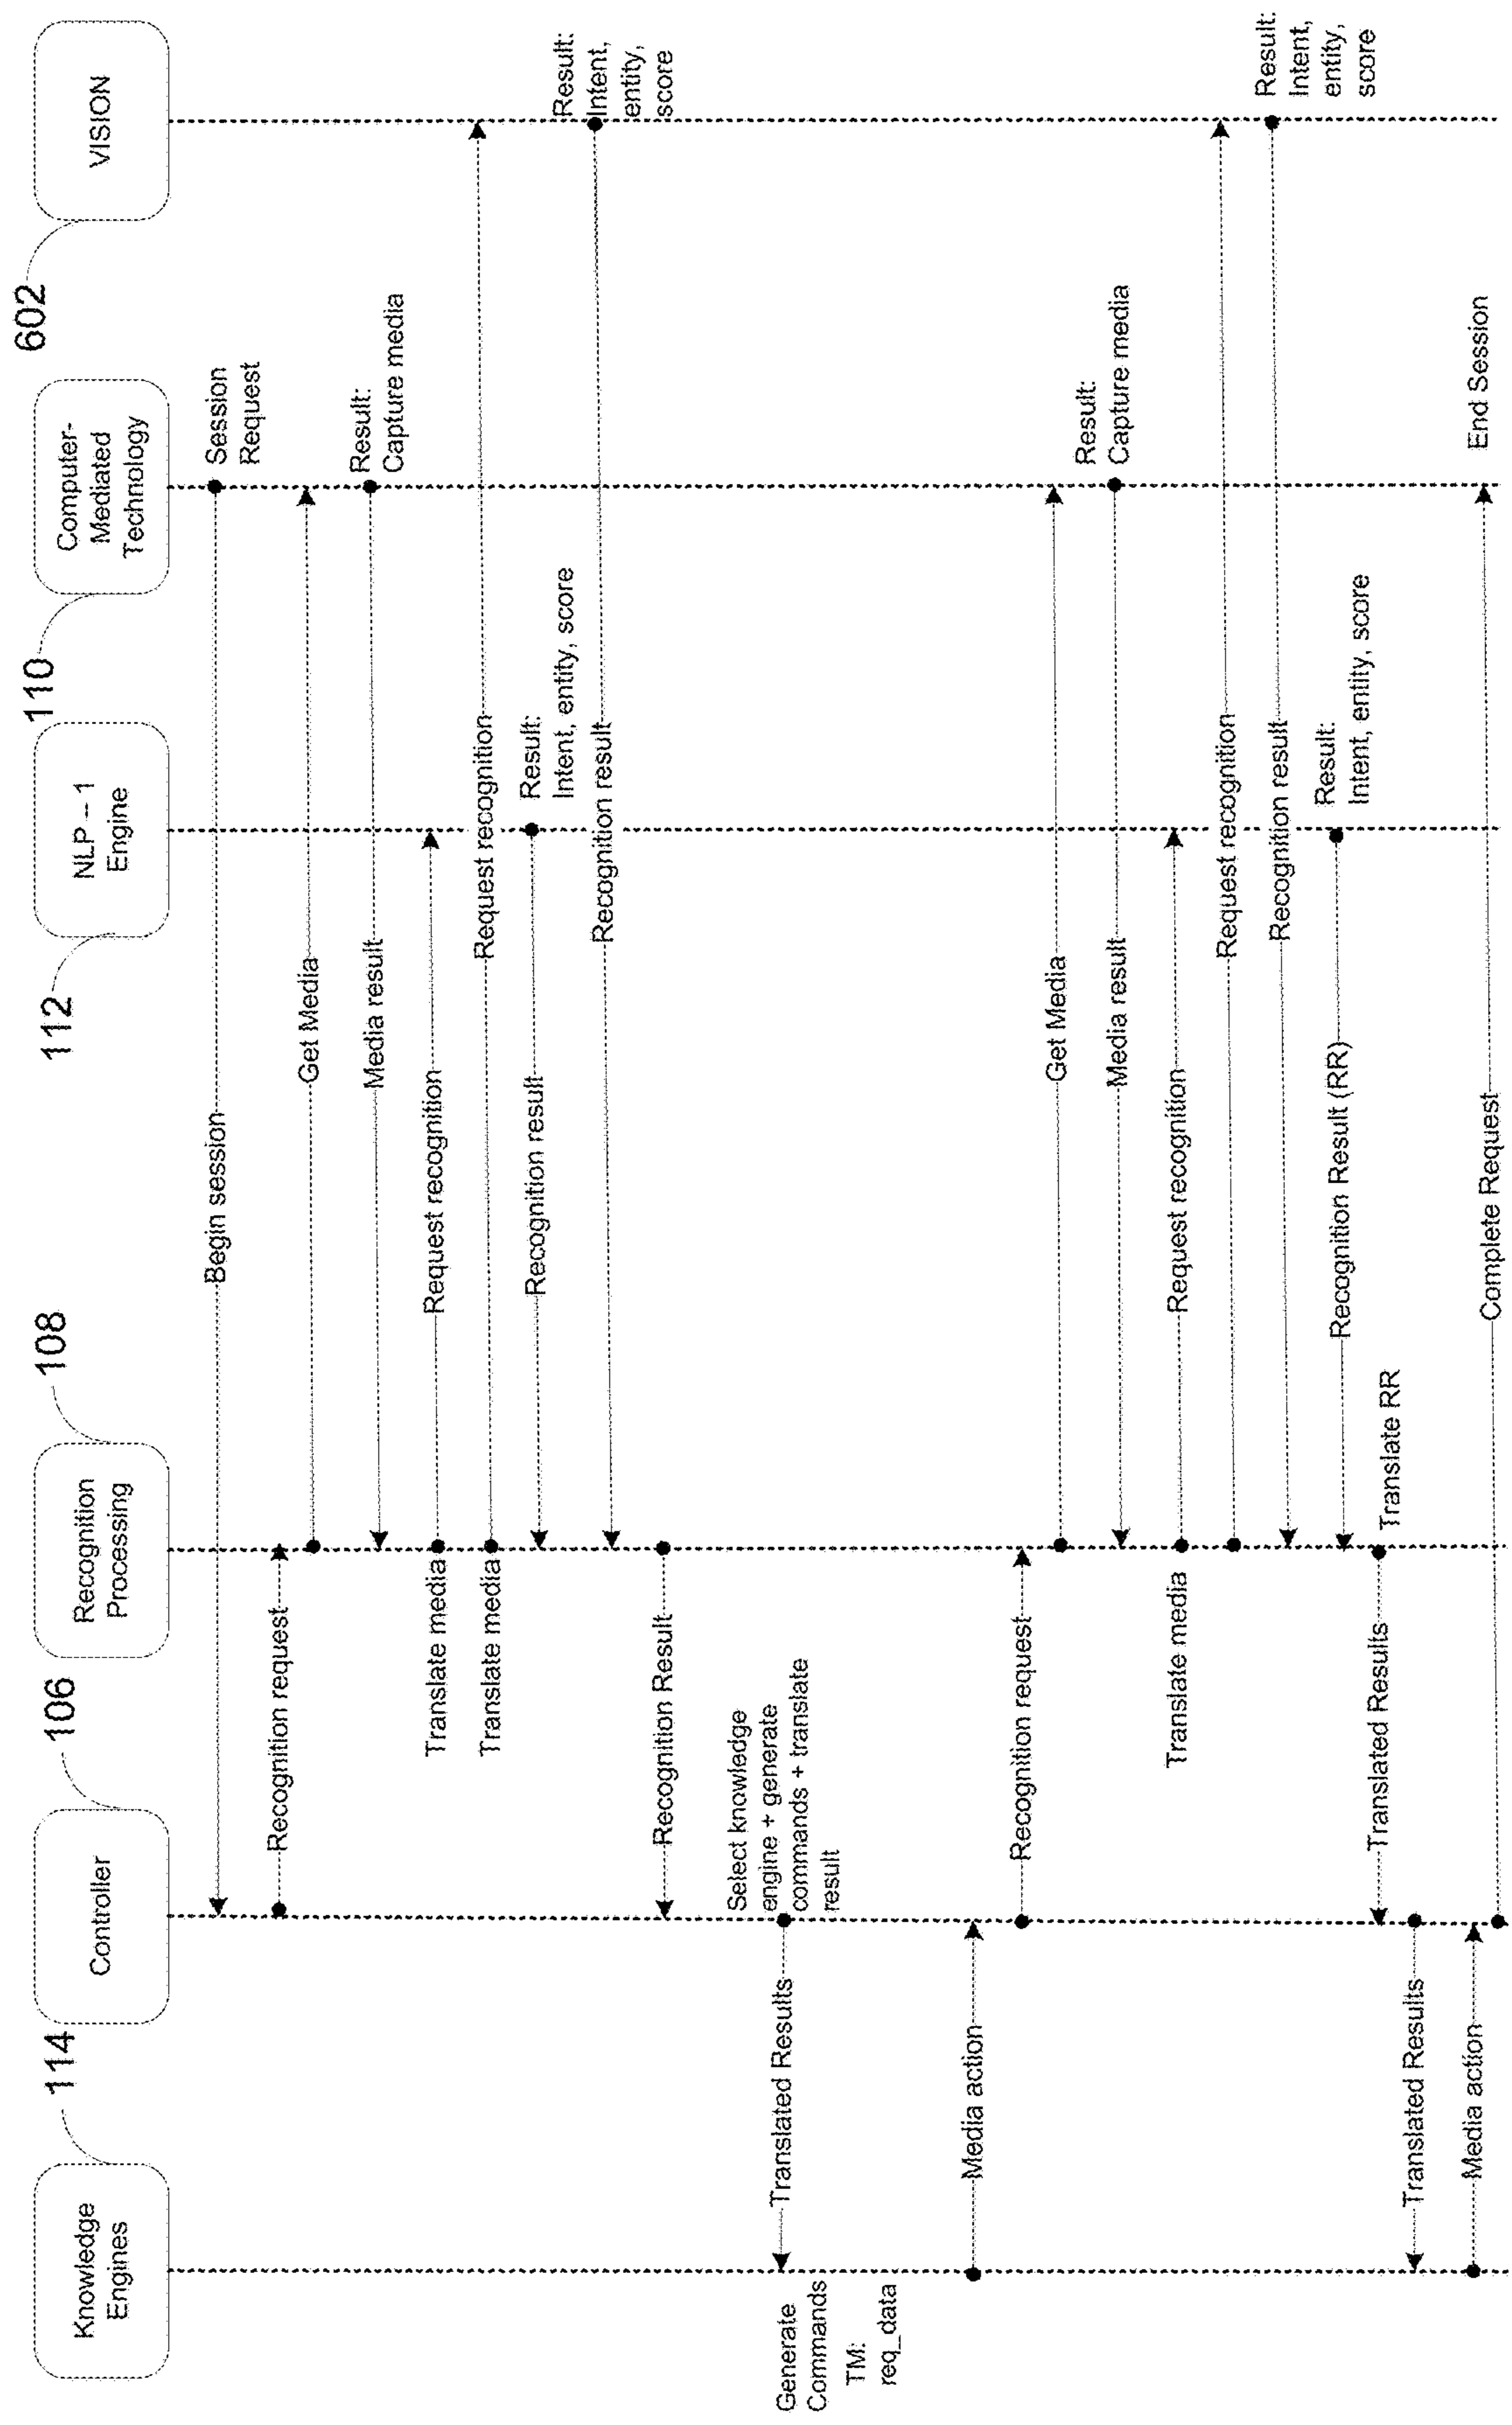 Knowledge
Engines
114
Controller
106
Recognition
Processing
108
NLP -- 1
Engine
112
Computer-
Mediated
Technology
110
VISION
602
Session
Request
Begin session
Recognition request
Get Media
Result:
Capture media
Media result
Translate media
Request recognition
Translate media
Request recognition
Result:
Intent, entity, score
Recognition result
Result:
Intent,
entity,
score
Recognition result
Recognition Result
Select knowledge
engine + generate
commands + translate
result
Translated Results
Generate
Commands
TM:
req_data
Media action
Recognition request
Get Media
Result:
Capture media
Media result
Translate media
Request recognition
Request recognition
Result:
Intent,
entity,
score
Recognition result
Result:
Intent, entity, score
Recognition Result (RR)
Translate RR
Translated Results
Translated Results
Media action
Complete Request
End Session